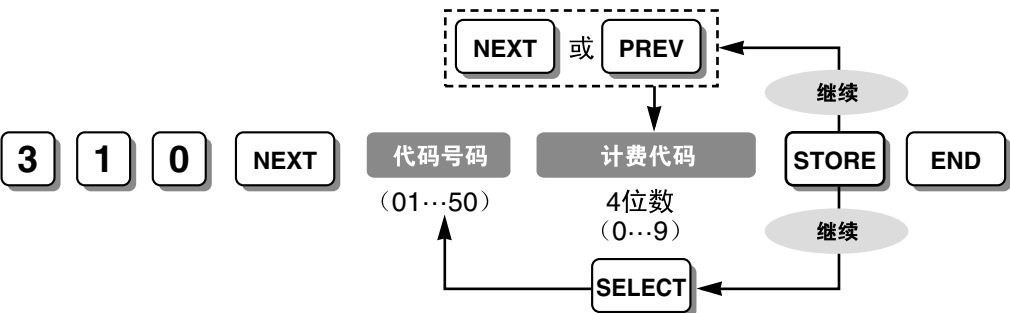 NEXT 或 PREV
继续
3 1 0 NEXT 代码号码 计费代码 STORE END
(01…50) 4位数
(0…9)
继续
SELECT